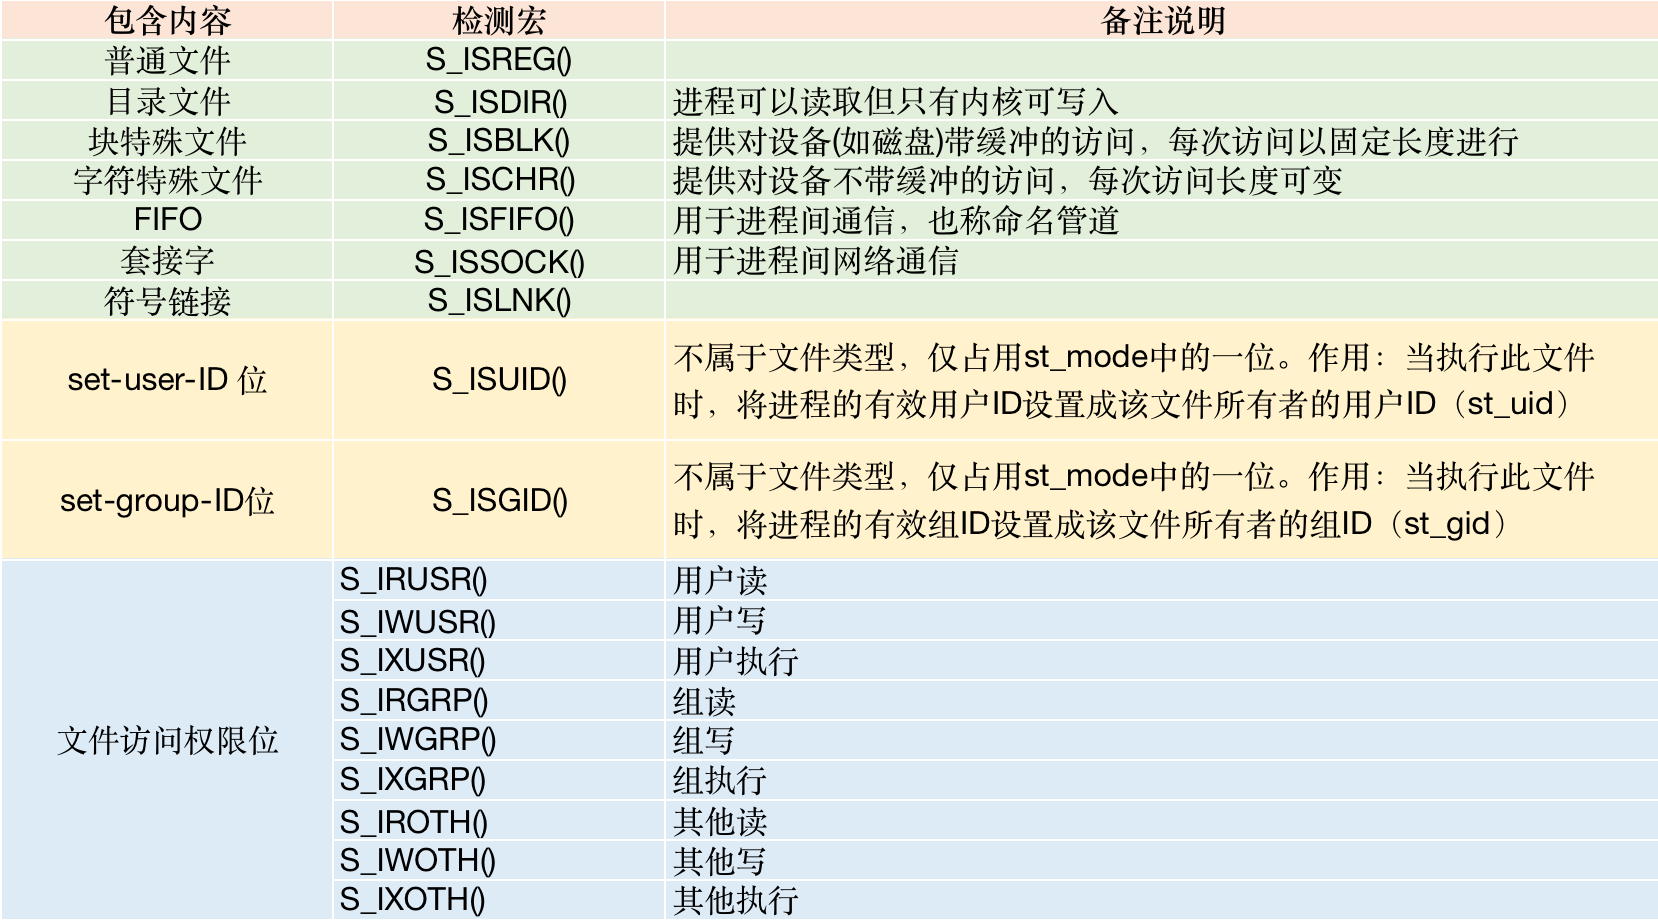 包含内容 检测宏 备注说明
普通文件 S_ISREG()
目录文件 S_ISDIR() 进程可以读取但只有内核可写入
块特殊文件 S_ISBLK() 提供对设备(如磁盘)带缓冲的访问，每次访问以固定长度进行
字符特殊文件 S_ISCHR() 提供对设备不带缓冲的访问，每次访问长度可变
FIFO S_ISFIFO() 用于进程间通信，也称命名管道
套接字 S_ISSOCK() 用于进程间网络通信
符号链接 S_ISLNK()
set-user-ID 位 S_ISUID() 不属于文件类型，仅占用st_mode中的一位。作用：当执行此文件
时，将进程的有效用户ID设置成该文件所有者的用户ID（st_uid）
set-group-ID位 S_ISGID() 不属于文件类型，仅占用st_mode中的一位。作用：当执行此文件
时，将进程的有效组ID设置成该文件所有者的组ID（st_gid）
文件访问权限位
S_IRUSR() 用户读
S_IWUSR() 用户写
S_IXUSR() 用户执行
S_IRGRP() 组读
S_IWGRP() 组写
S_IXGRP() 组执行
S_IROTH() 其他读
S_IWOTH() 其他写
S_IXOTH() 其他执行